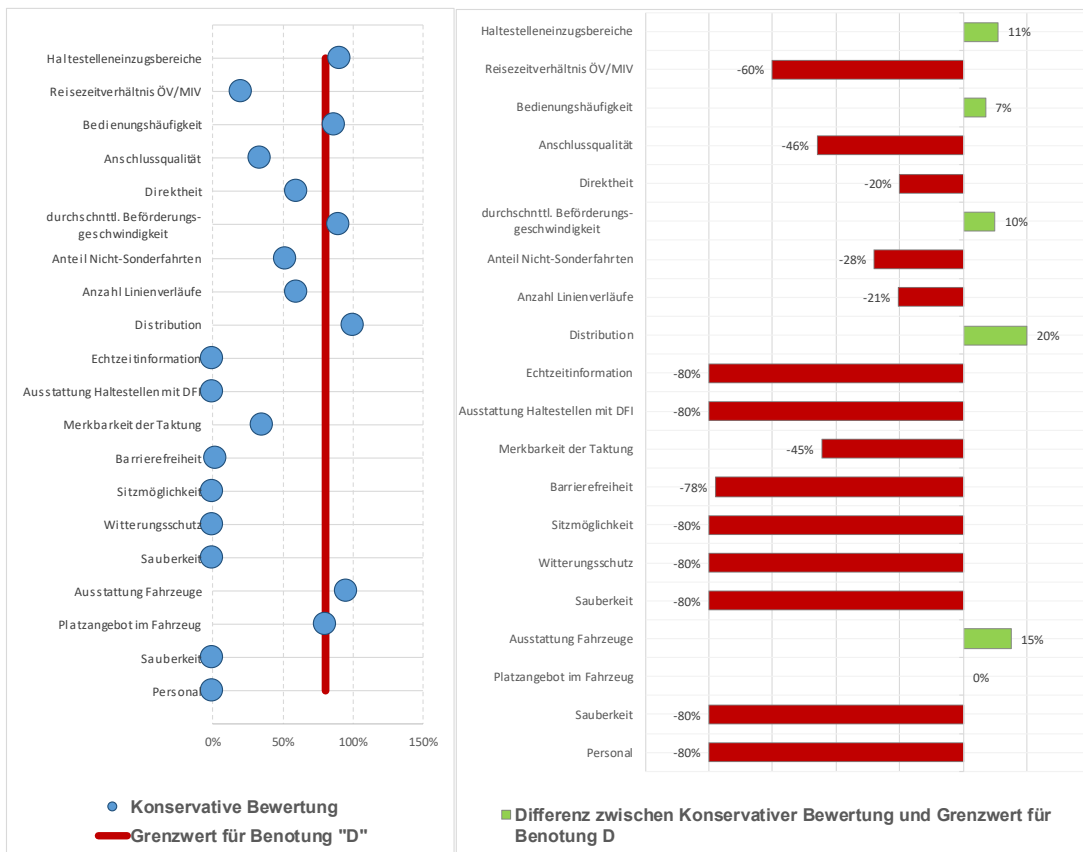 Haltestelleneinzugsbereiche
Reisezeitverhältnis ÖV/MIV
Bedienungshäufigkeit
Anschlussqualität
Direktheit
durchschnttl. Beförderungs-
geschwindigkeit
Anteil Nicht-Sonderfahrten
Anzahl Linienverläufe
Distribution
Echtzeitinformation
Ausstattung Haltestellen mit DFI
Merkbarkeit der Taktung
Barrierefreiheit
Sitzmöglichkeit
Witterungsschutz
Sauberkeit
Ausstattung Fahrzeuge
Platzangebot im Fahrzeug
Sauberkeit
Personal
0% 50% 100% 150%
Konservative Bewertung
Grenzwert für Benotung "D"
Haltestelleneinzugsbereiche 11%
Reisezeitverhältnis ÖV/MIV -60%
Bedienungshäufigkeit 7%
Anschlussqualität -46%
Direktheit -20%
durchschnttl. Beförderungs-
geschwindigkeit 10%
Anteil Nicht-Sonderfahrten -28%
Anzahl Linienverläufe -21%
Distribution 20%
Echtzeitinformation -80%
Ausstattung Haltestellen mit DFI -80%
Merkbarkeit der Taktung -45%
Barrierefreiheit -78%
Sitzmöglichkeit -80%
Witterungsschutz -80%
Sauberkeit -80%
Ausstattung Fahrzeuge 15%
Platzangebot im Fahrzeug 0%
Sauberkeit -80%
Personal -80%
Differenz zwischen Konservativer Bewertung und Grenzwert für
Benotung D